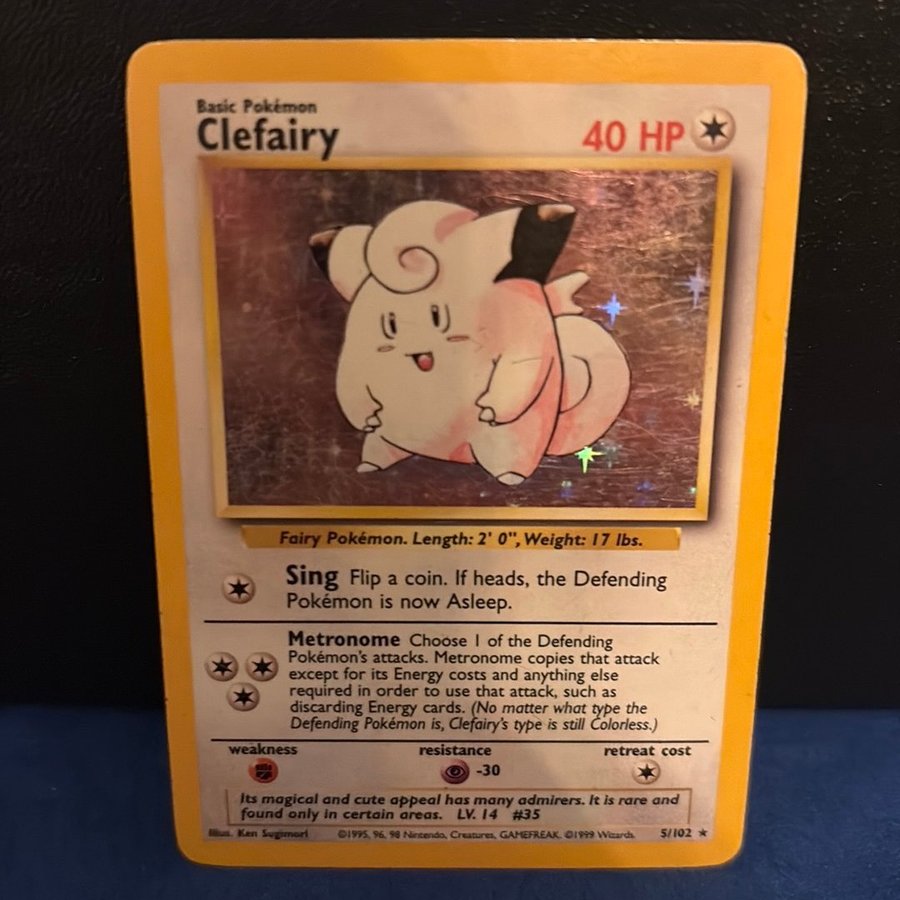 Basic Pokémon
Clefairy
40 HP
Fairy Pokémon. Length: 2' 0", Weight: 17 lbs.
Sing Flip a coin. If heads, the Defending
Pokémon is now Asleep.
Metronome Choose 1 of the Defending
Pokémon's attacks. Metronome copies that attack
except for its Energy costs and anything else
required in order to use that attack, such as
discarding Energy cards. (No matter what type the
Defending Pokémon is, Clefairy's type is still Colorless.)
weakness resistance retreat cost
-30
Its magical and cute appeal has many admirers. It is rare and
found only in certain areas. LV. 14 #35
Illus. Ken Sugimori ©1995, 96, 98 Nintendo, Creatures, GAMEFREAK. ©1999 Wizards. 5/102 ★